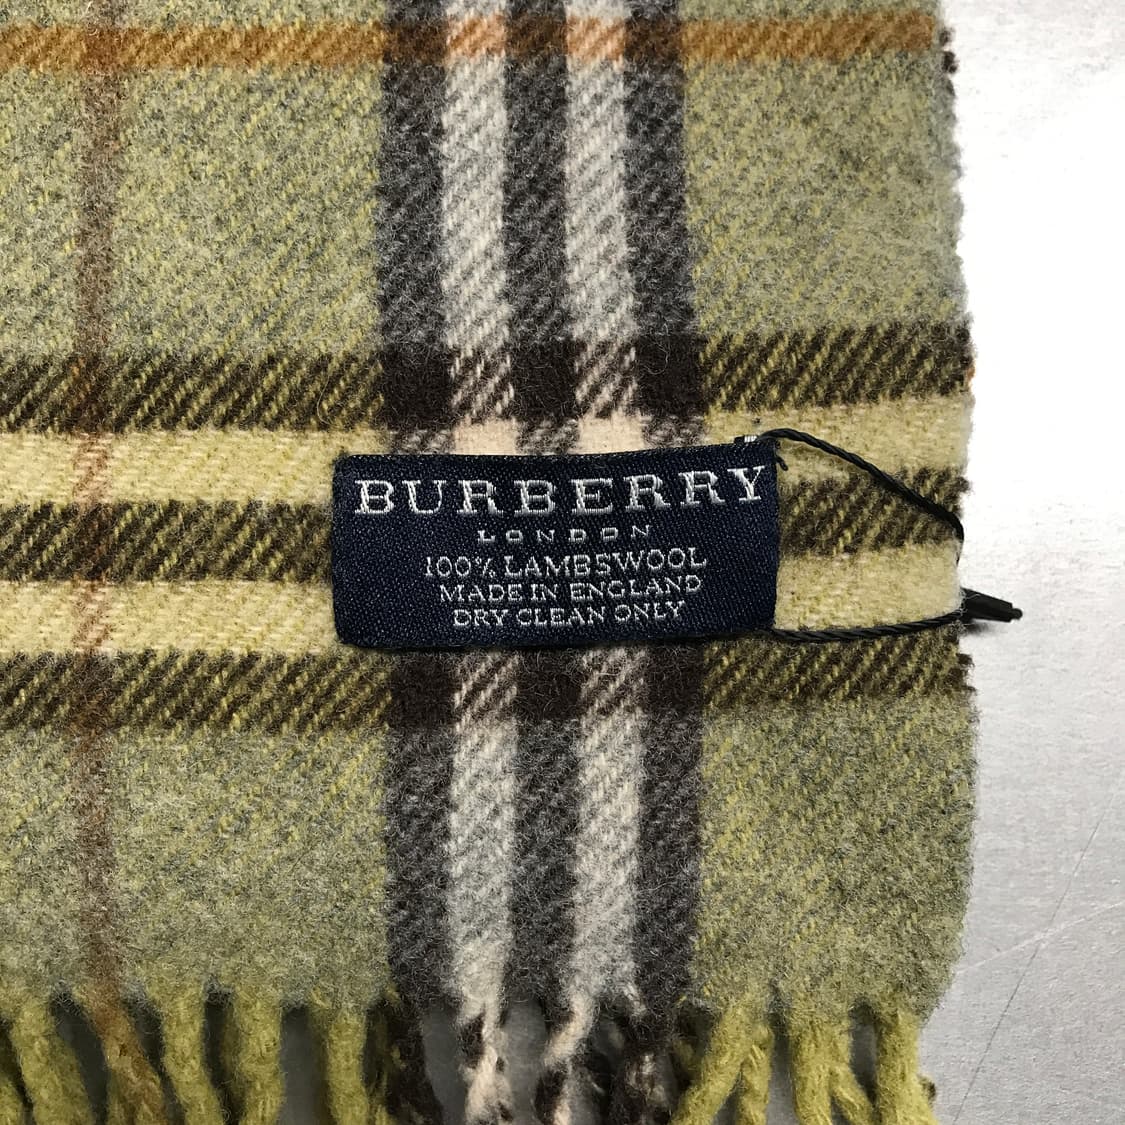 BURBERRY
LONDON
100% LAMBSWOOL
MADE IN ENGLAND
DRY CLEAN ONLY